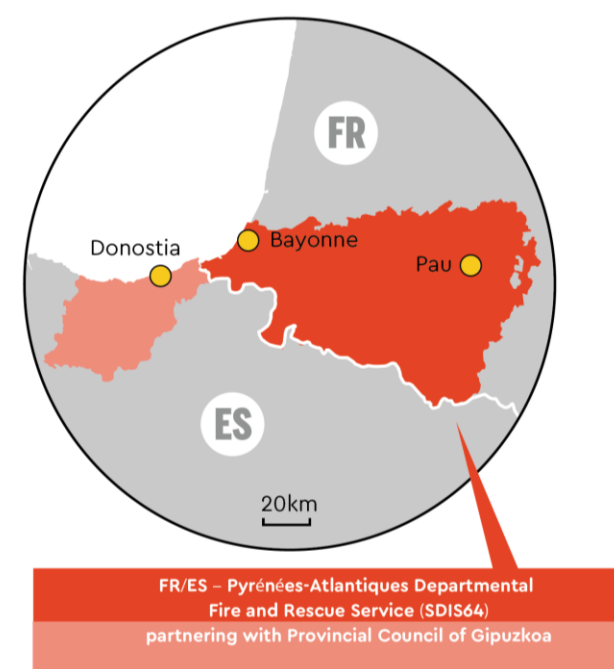 FR
Donostia
Bayonne
Pau
ES
20km
FR/ES – Pyrénées-Atlantiques Departmental
Fire and Rescue Service (SDIS64)
partnering with Provincial Council of Gipuzkoa